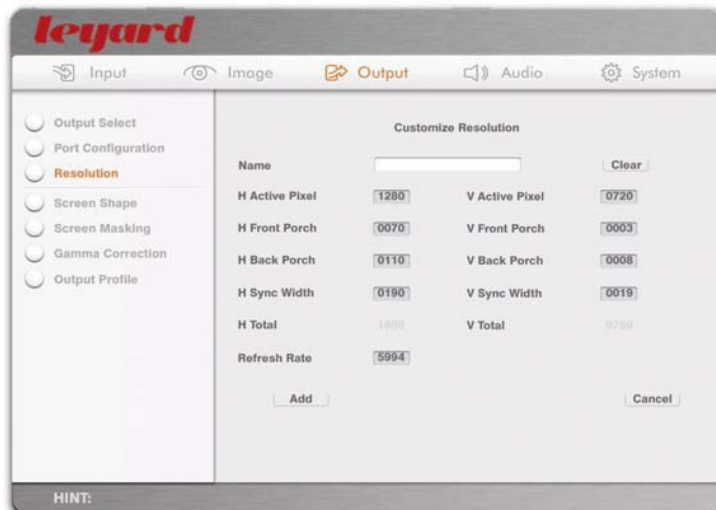 leyard
Input Image Output Audio System
Output Select
Port Configuration
Resolution
Screen Shape
Screen Masking
Gamma Correction
Output Profile
Customize Resolution
Name Clear
H Active Pixel 1280 V Active Pixel 0720
H Front Porch 0070 V Front Porch 0003
H Back Porch 0110 V Back Porch 0008
H Sync Width 0190 V Sync Width 0019
H Total 1650 V Total 0750
Refresh Rate 5994
Add Cancel
HINT: